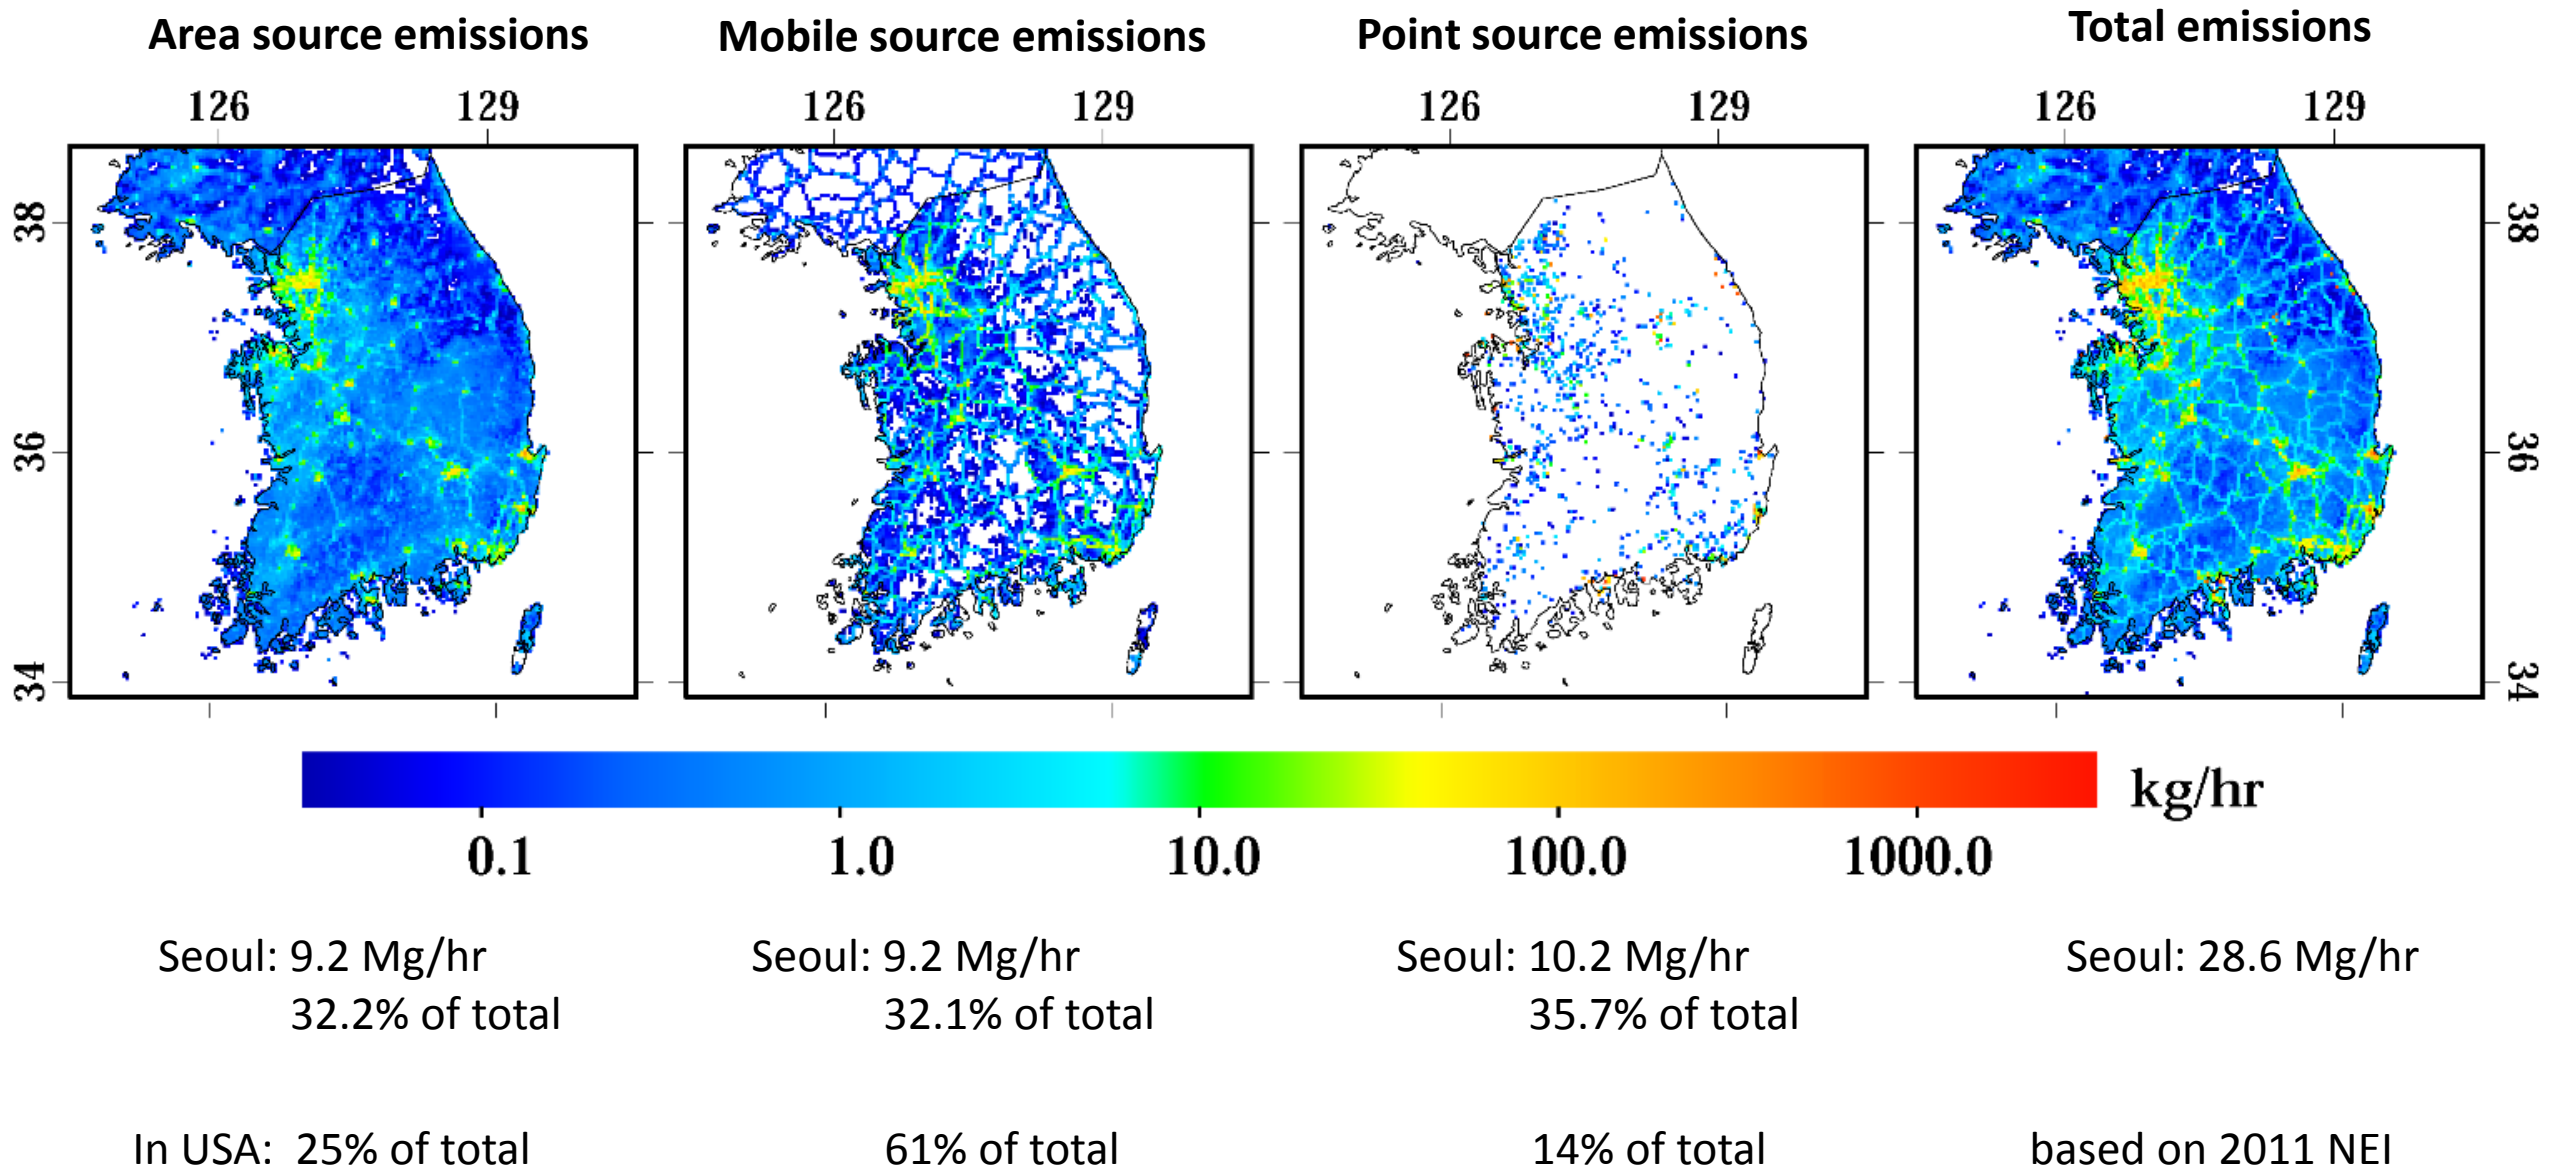 Area source emissions Mobile source emissions Point source emissions Total emissions
126 129 126 129 126 129 126 129
38 38
36 36
34 34
kg/hr
0.1 1.0 10.0 100.0 1000.0
Seoul: 9.2 Mg/hr Seoul: 9.2 Mg/hr Seoul: 10.2 Mg/hr Seoul: 28.6 Mg/hr
32.2% of total 32.1% of total 35.7% of total
In USA: 25% of total 61% of total 14% of total based on 2011 NEI